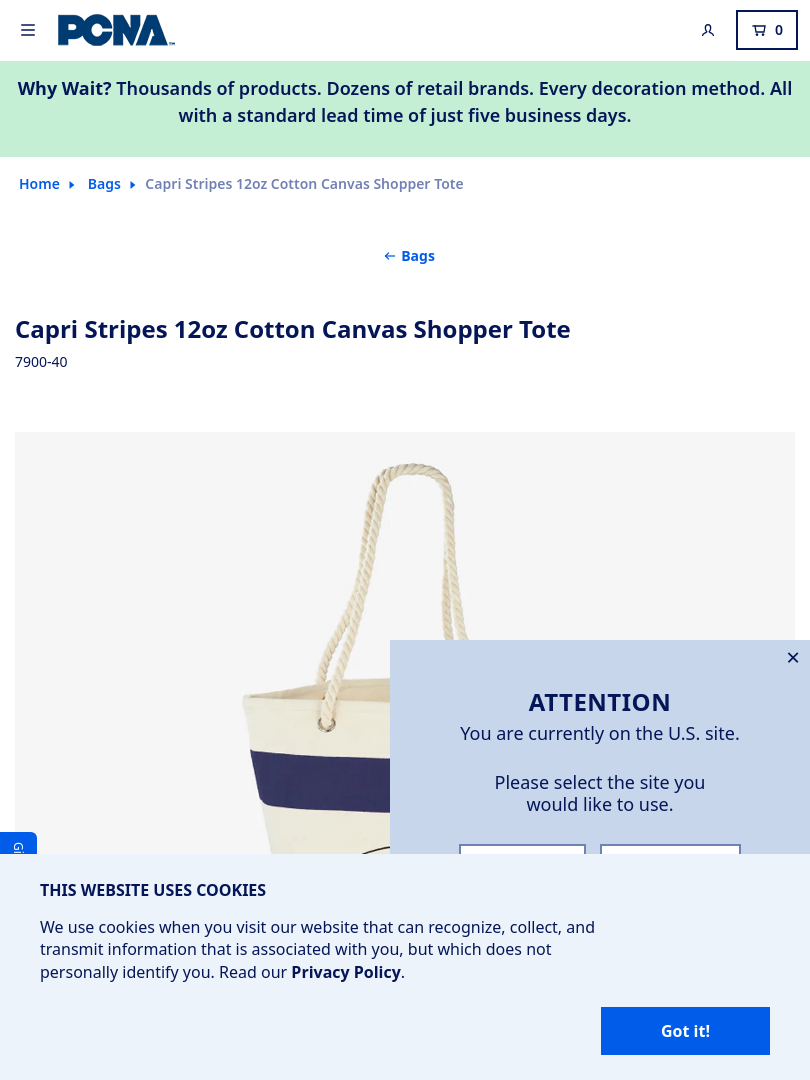 PCNA
0
Why Wait? Thousands of products. Dozens of retail brands. Every decoration method. All
with a standard lead time of just five business days.
Home
Bags
Capri Stripes 12oz Cotton Canvas Shopper Tote
Bags
Capri Stripes 12oz Cotton Canvas Shopper Tote
7900-40
ATTENTION
You are currently on the U.S. site.
Please select the site you
would like to use.
THIS WEBSITE USES COOKIES
We use cookies when you visit our website that can recognize, collect, and
transmit information that is associated with you, but which does not
personally identify you. Read our Privacy Policy.
Got it!